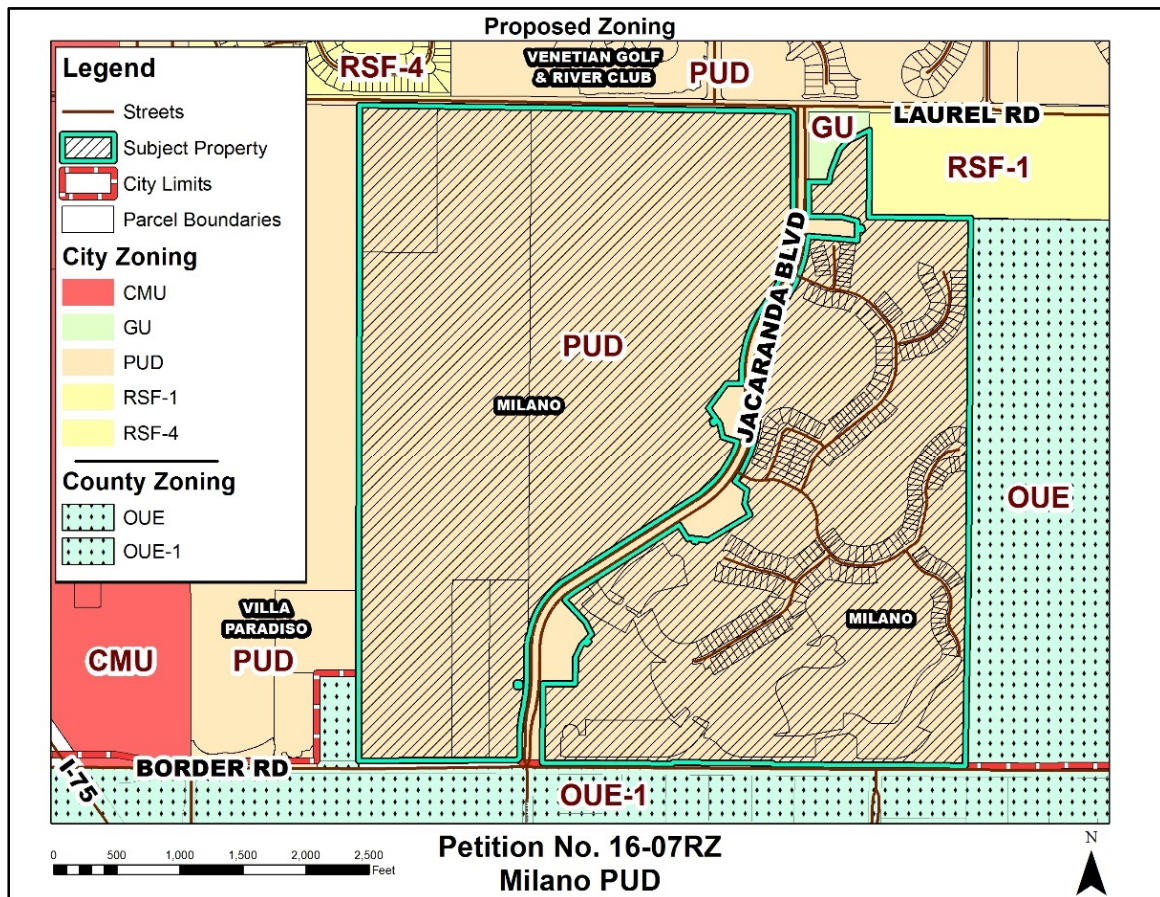 Proposed Zoning
Legend
Streets
Subject Property
City Limits
Parcel Boundaries
City Zoning
CMU
GU
PUD
RSF-1
RSF-4
County Zoning
OUE
OUE-1
RSF-4
VENETIAN GOLF
& RIVER CLUB
PUD
LAUREL RD
GU
RSF-1
JACARANDA BLVD
PUD
MILANO
OUE
VILLA
PARADISO
PUD
CMU
MILANO
BORDER RD
I-75
OUE-1
0 500 1,000 1,500 2,000 2,500
Feet
Petition No. 16-07RZ
Milano PUD
N